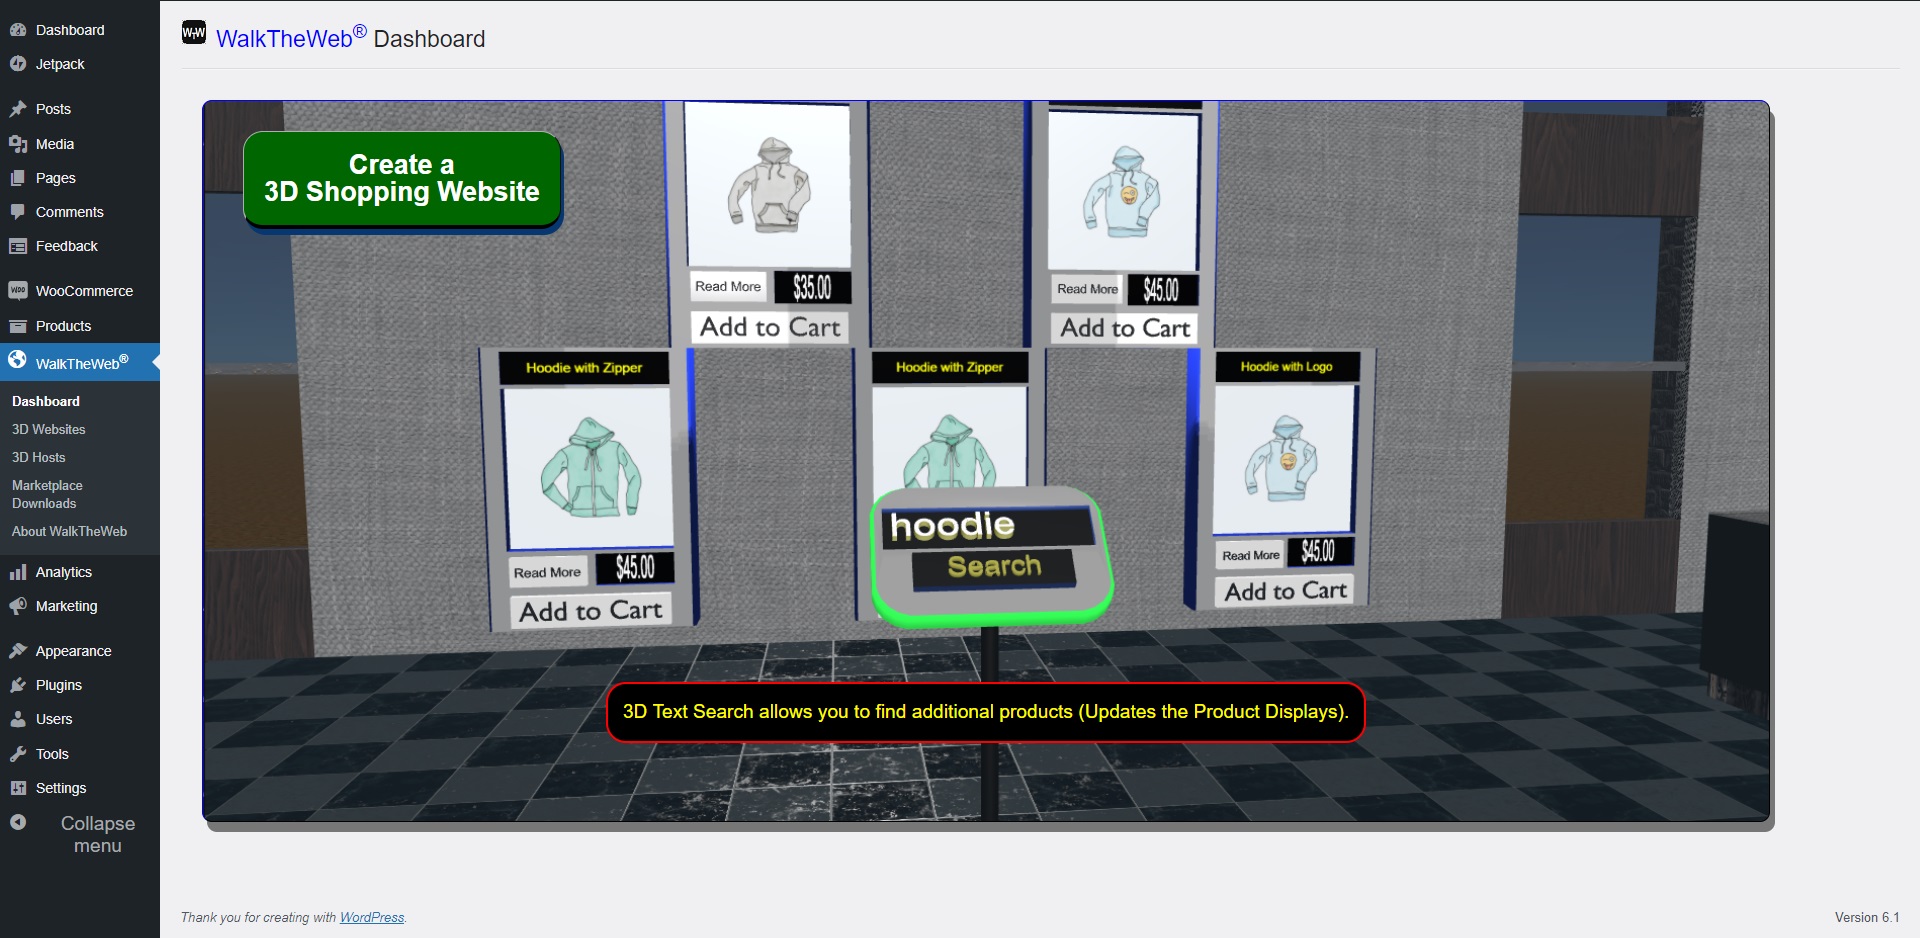 Dashboard
Jetpack
Posts
Media
Pages
Comments
Feedback
WOO WooCommerce
Products
WalkTheWeb®
Dashboard
3D Websites
3D Hosts
Marketplace
Downloads
About WalkTheWeb
Analytics
Marketing
Appearance
Plugins
Users
Tools
Settings
Collapse
menu
WTW WalkTheWeb® Dashboard
Create a
3D Shopping Website
Read More $35.00
Add to Cart
Read More $45.00
Add to Cart
Hoodie with Zipper
Read More $45.00
Add to Cart
Hoodie with Zipper
Hoodie with Logo
Read More $45.00
Add to Cart
hoodie
Search
3D Text Search allows you to find additional products (Updates the Product Displays).
Thank you for creating with WordPress.
Version 6.1